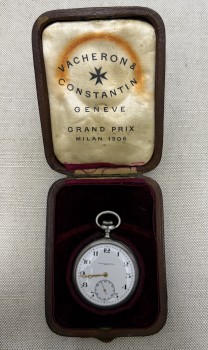 VACHERON &
CONSTANTIN
GENÈVE
GRAND PRIX
MILAN 1906